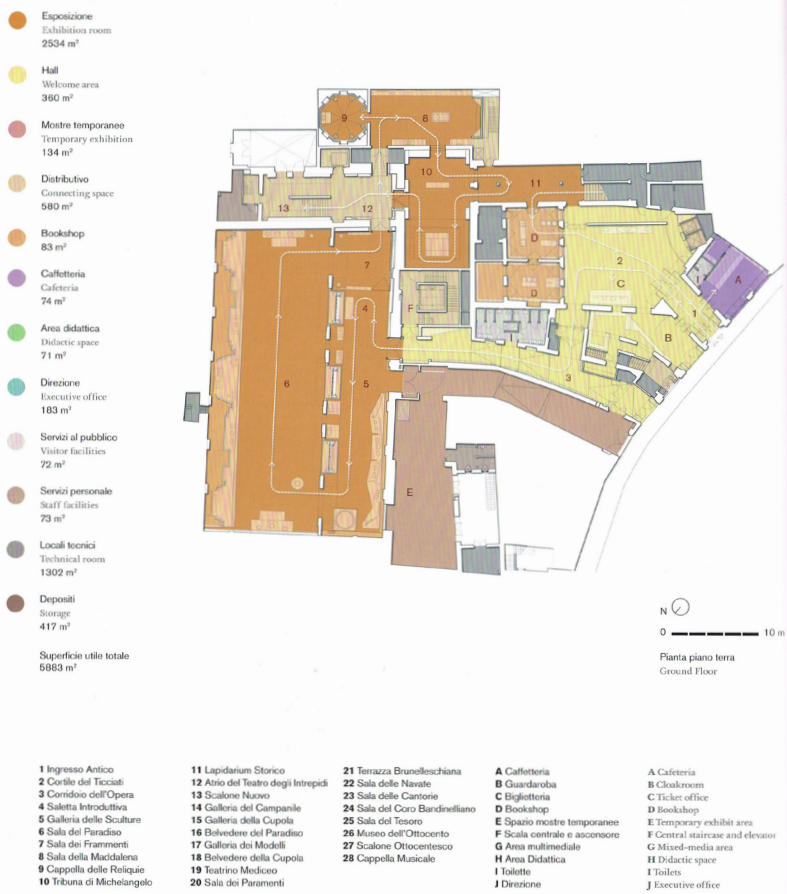 Esposizione
Exhibition room
2534 m²
Hall
Welcome area
360 m²
Mostre temporanee
Temporary exhibition
134 m²
Distributivo
Connecting space
580 m²
Bookshop
83 m²
Caffetteria
Cafeteria
74 m²
Area didattica
Didactic space
71 m²
Direzione
Executive office
183 m²
Servizi al pubblico
Visitor facilities
72 m²
Servizi personale
Staff facilities
73 m²
Locali tecnici
Technical room
1302 m²
Depositi
Storage
417 m²
Superficie utile totale
5883 m²
9
8
10
11
13
12
D
2
A
7
C
D
F
4
1
I
B
3
6
5
E
N
0 10 m
Pianta piano terra
Ground Floor
1 Ingresso Antico
2 Cortile dei Ticciati
3 Corridoio dell'Opera
4 Saletta Introduttiva
5 Galleria delle Sculture
6 Sala del Paradiso
7 Sala dei Frammenti
8 Sala della Maddalena
9 Cappella delle Reliquie
10 Tribuna di Michelangelo
11 Lapidarium Storico
12 Atrio del Teatro degli Intrepidi
13 Scalone Nuovo
14 Galleria del Campanile
15 Galleria della Cupola
16 Belvedere del Paradiso
17 Galleria dei Modelli
18 Belvedere della Cupola
19 Teatrino Mediceo
20 Sala dei Paramenti
21 Terrazza Brunelleschiana
22 Sala delle Navate
23 Sala delle Cantorie
24 Sala del Coro Bandinelliano
25 Sala del Tesoro
26 Museo dell'Ottocento
27 Scalone Ottocentesco
28 Cappella Musicale
A Caffetteria
B Guardaroba
C Biglietteria
D Bookshop
E Spazio mostre temporanee
F Scala centrale e ascensore
G Area multimediale
H Area Didattica
I Toilette
J Direzione
A Cafeteria
B Cloakroom
C Ticket office
D Bookshop
E Temporary exhibit area
F Central staircase and elevator
G Mixed-media area
H Didactic space
I Toilets
J Executive office